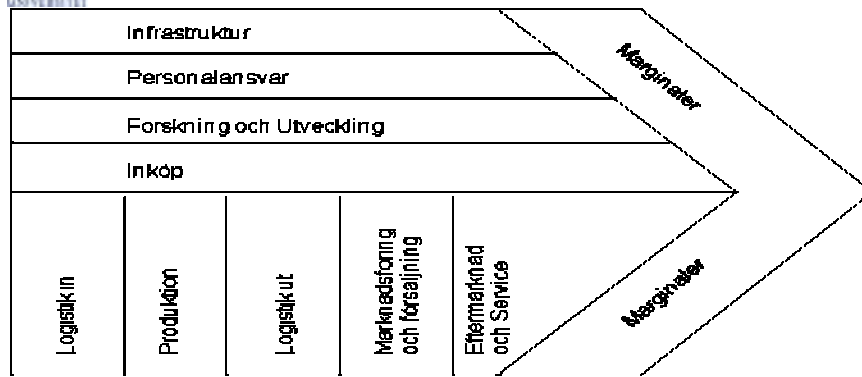 Infrastruktur
Personalansvar
Forskning och Utveckling
Inköp
Marginaler
Marginaler
Logistik in
Produktion
Logistik ut
Marknadsföring
och försäljning
Eftermarknad
och Service